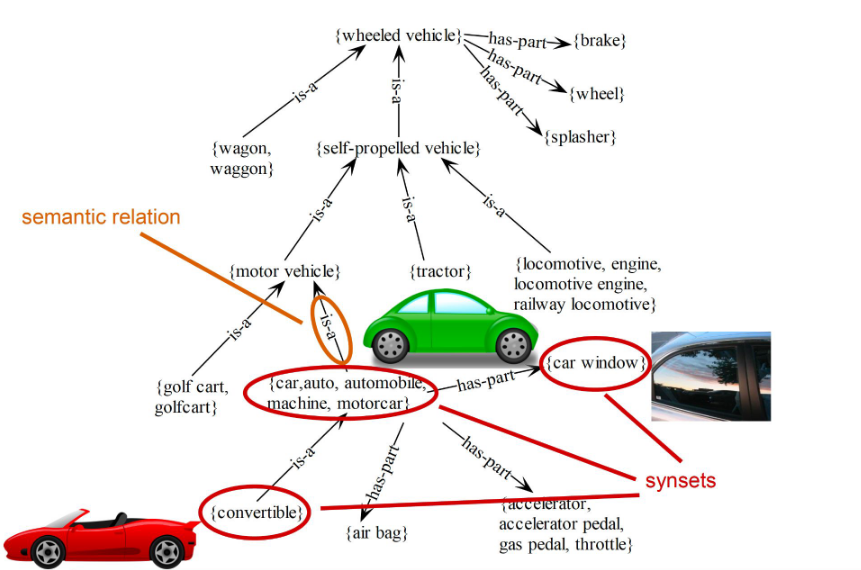 {wheeled vehicle}
has-part
{brake}
has-part
{wheel}
has-part
{splasher}
is-a
is-a
{wagon,
waggon}
{self-propelled vehicle}
semantic relation
is-a
is-a
is-a
{motor vehicle}
{tractor}
{locomotive, engine,
locomotive engine,
railway locomotive}
is-a
is-a
{golf cart,
golfcart}
{car,auto, automobile,
machine, motorcar}
has-part
{car window}
is-a
has-part
has-part
synsets
{convertible}
{air bag}
{accelerator,
accelerator pedal,
gas pedal, throttle}